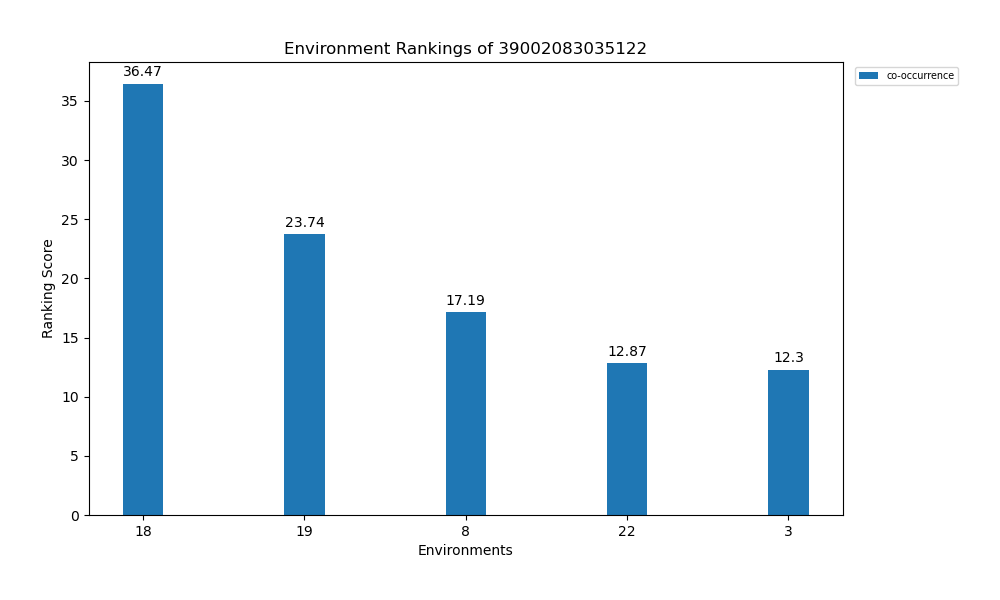 Environment Rankings of 39002083035122
co-occurrence
36.47
23.74
17.19
12.87
12.3
Ranking Score
35
30
25
20
15
10
5
0
18 19 8 22 3
Environments